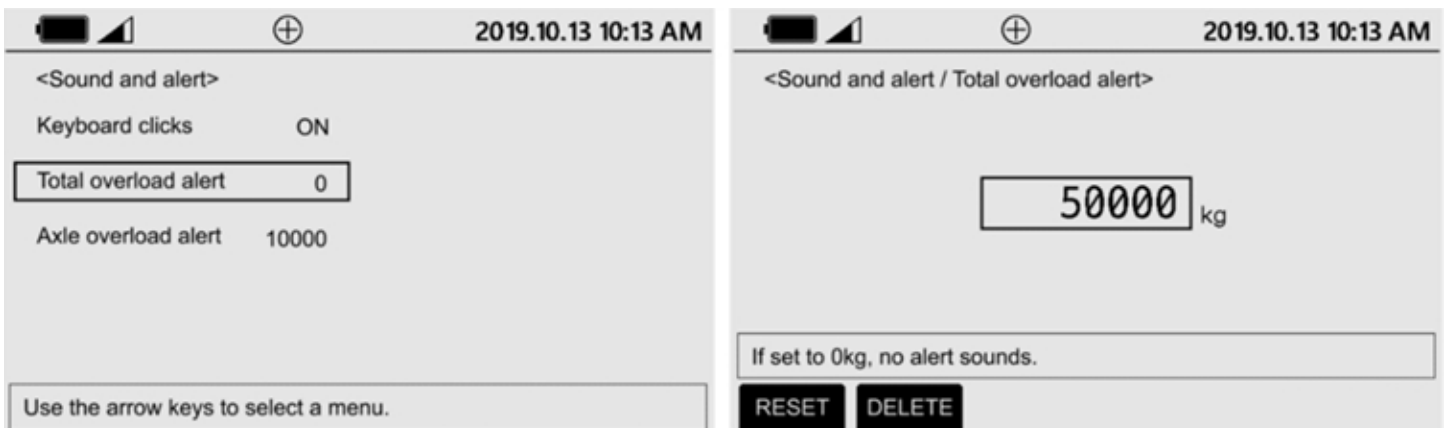 2019.10.13 10:13 AM
<Sound and alert>
Keyboard clicks ON
Total overload alert 0
Axle overload alert 10000
Use the arrow keys to select a menu.
2019.10.13 10:13 AM
<Sound and alert / Total overload alert>
50000 kg
If set to 0kg, no alert sounds.
RESET DELETE